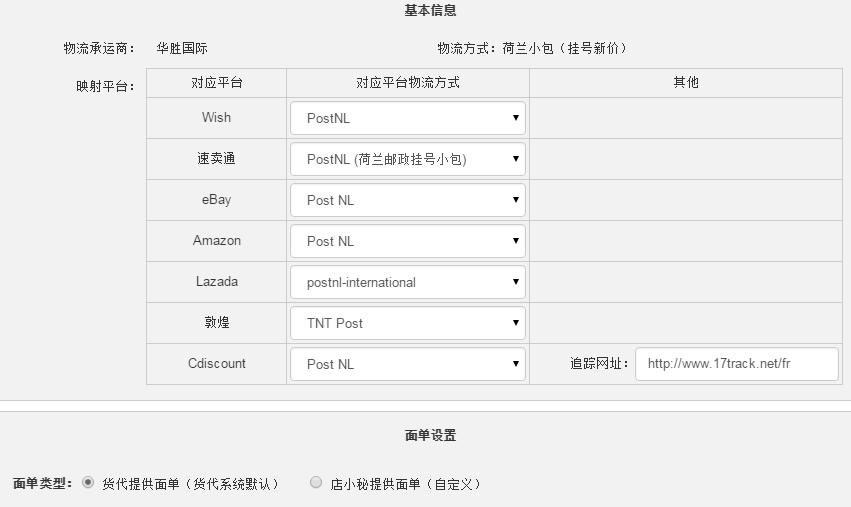 基本信息
物流承运商： 华胜国际 物流方式：荷兰小包（挂号新价）
映射平台： 对应平台 对应平台物流方式 其他
Wish PostNL
速卖通 PostNL (荷兰邮政挂号小包)
eBay Post NL
Amazon Post NL
Lazada postnl-international
敦煌 TNT Post
Cdiscount Post NL 追踪网址： http://www.17track.net/fr
面单设置
面单类型： 货代提供面单（货代系统默认） 店小秘提供面单（自定义）